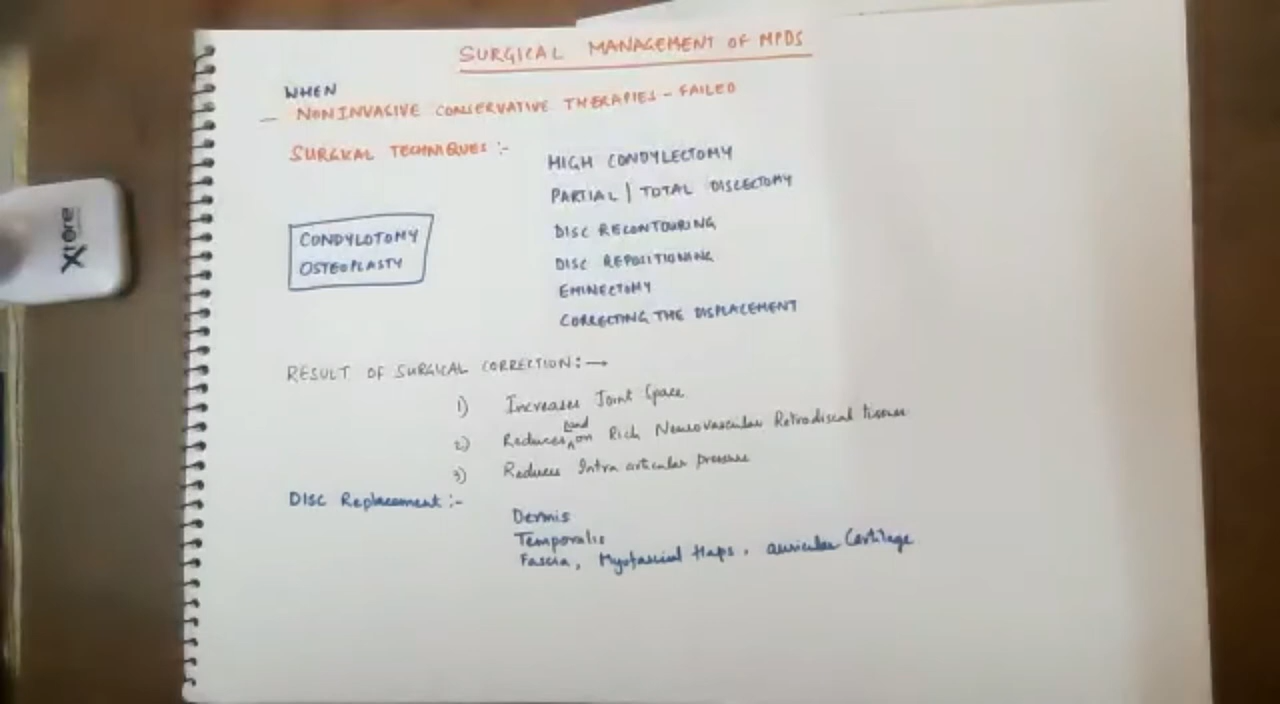 SURGICAL MANAGEMENT OF MPDS
WHEN
- NONINVASIVE CONSERVATIVE THERAPIES - FAILED
SURGICAL TECHNIQUES :-
HIGH CONDYLECTOMY
PARTIAL | TOTAL DISCECTOMY
DISC RECONTOURING
DISC REPOSITIONING
EMINECTOMY
CORRECTING THE DISPLACEMENT
CONDYLOTOMY
OSTEOPLASTY
RESULT OF SURGICAL CORRECTION: →
1) Increases Joint Space
2) Reduces load on Rich Neurovascular Retrodiscal tissues
3) Reduces Intra articular pressure
DISC Replacement :-
Dermis
Temporalis
Fascia, Myofascial flaps, auricular Cartilage
Xtore